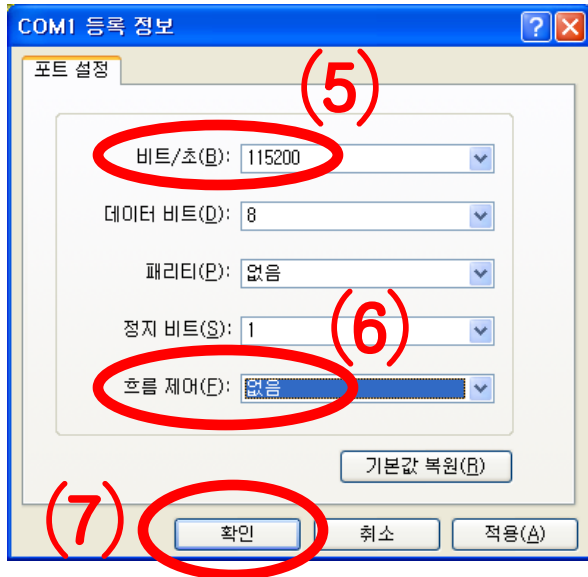 COM1 등록 정보
포트 설정
(5)
비트/초(B): 115200
데이터 비트(D): 8
패리티(P): 없음
정지 비트(S): 1
(6)
흐름 제어(F): 없음
기본값 복원(R)
(7)
확인 취소 적용(A)